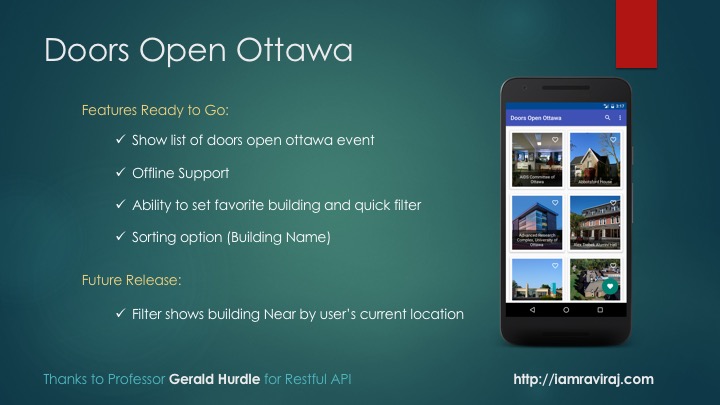 Doors Open Ottawa
Features Ready to Go:
✓ Show list of doors open ottawa event
✓ Offline Support
✓ Ability to set favorite building and quick filter
✓ Sorting option (Building Name)
Future Release:
✓ Filter shows building Near by user's current location
Thanks to Professor Gerald Hurdle for Restful API
http://iamraviraj.com
3:17
Doors Open Ottawa
AIDS Committee of
Ottawa
Abbotsford House
Advanced Research
Complex, University of
Ottawa
Alex Trebek Alumni Hall